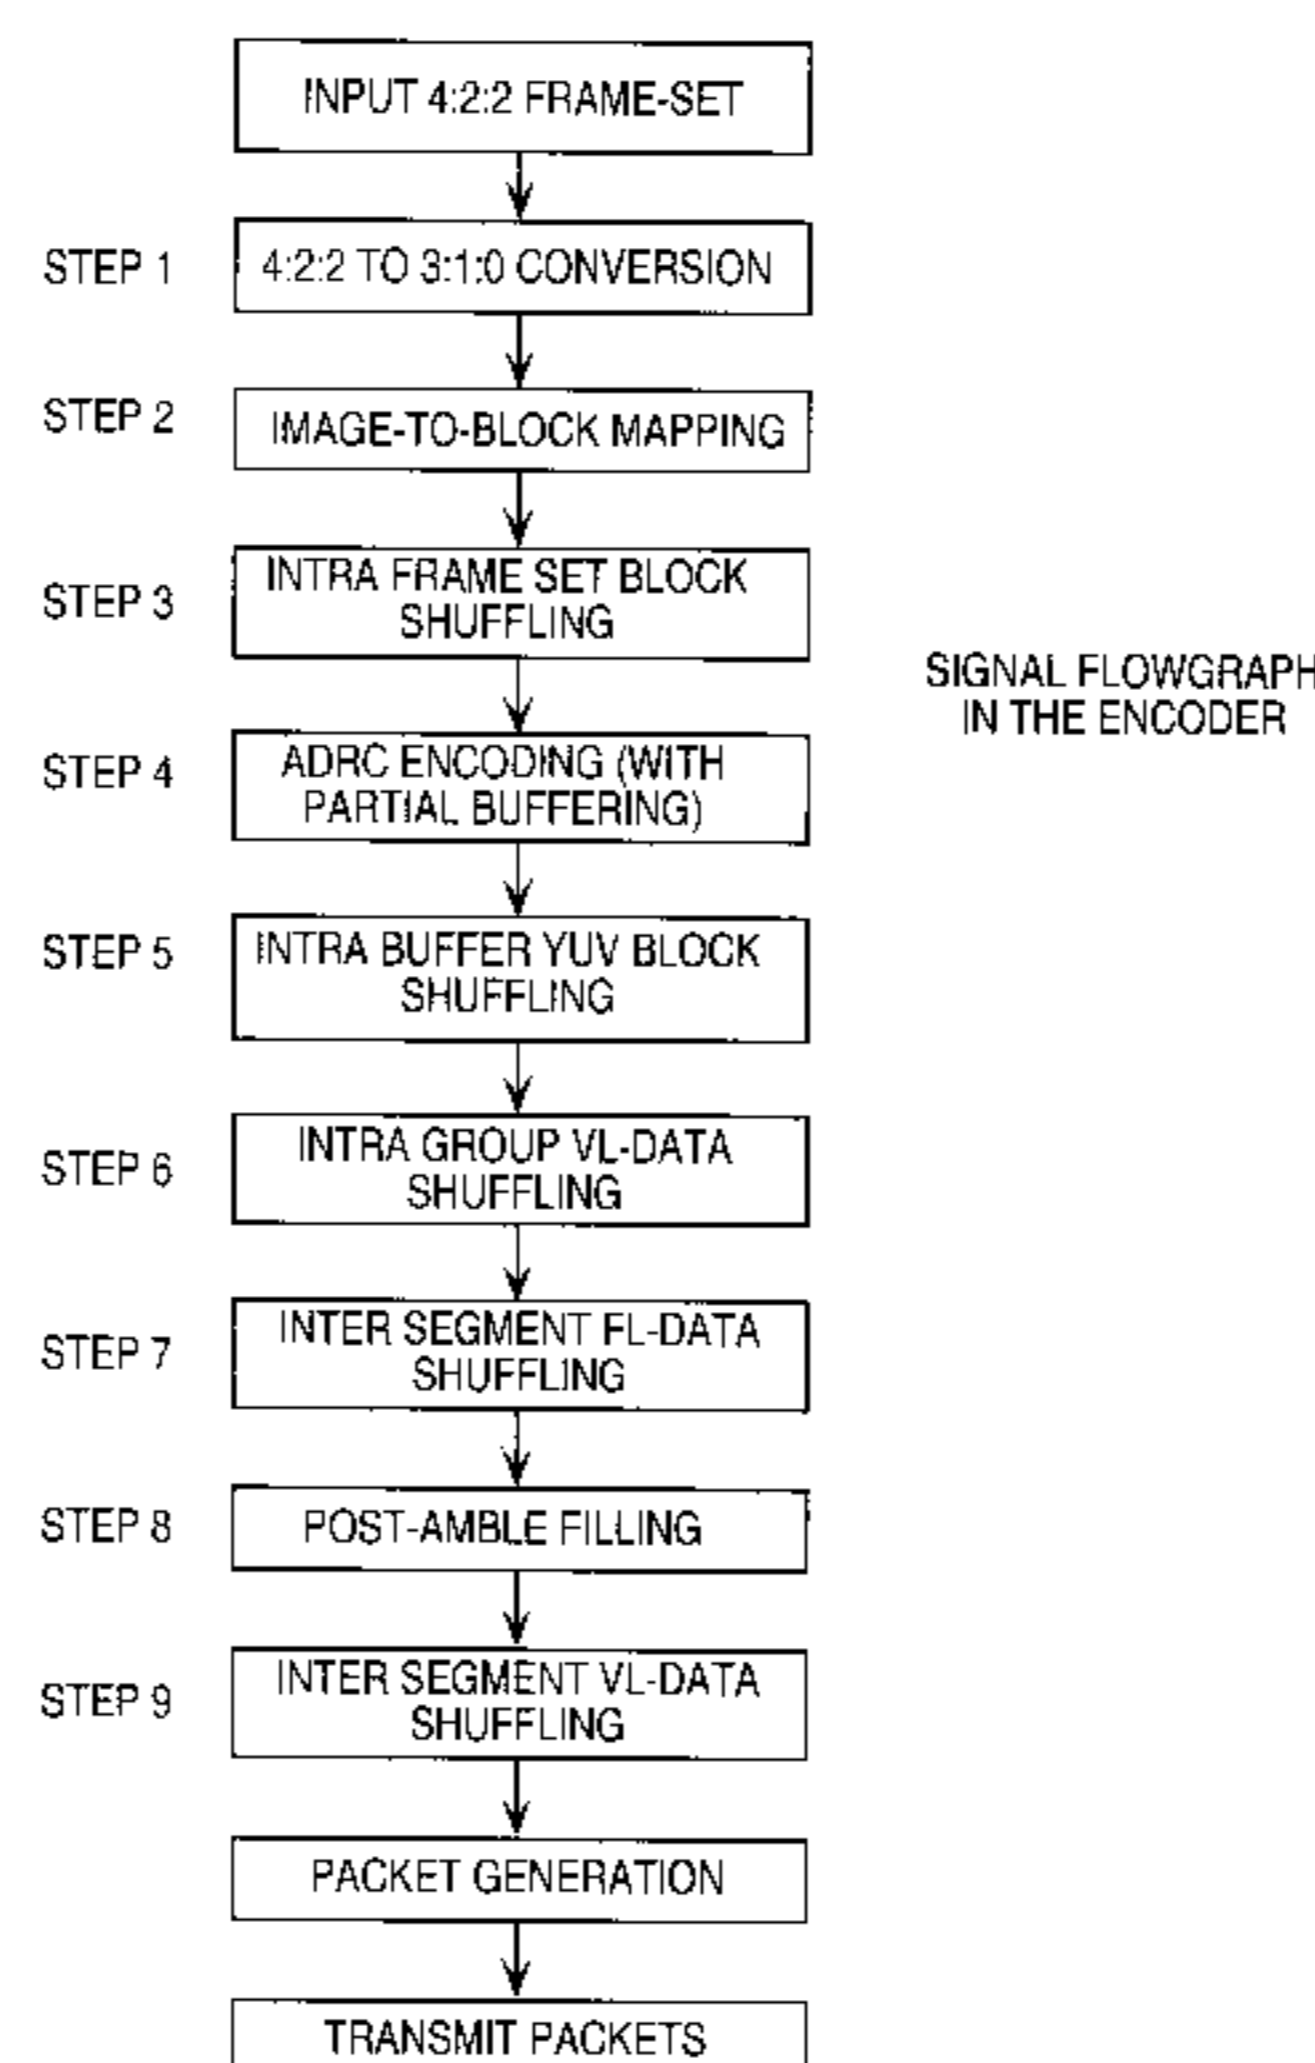 INPUT 4:2:2 FRAME-SET
STEP 1
4:2:2 TO 3:1:0 CONVERSION
STEP 2
IMAGE-TO-BLOCK MAPPING
STEP 3
INTRA FRAME SET BLOCK
SHUFFLING
SIGNAL FLOWGRAPH
IN THE ENCODER
STEP 4
ADRC ENCODING (WITH
PARTIAL BUFFERING)
STEP 5
INTRA BUFFER YUV BLOCK
SHUFFLING
STEP 6
INTRA GROUP VL-DATA
SHUFFLING
STEP 7
INTER SEGMENT FL-DATA
SHUFFLING
STEP 8
POST-AMBLE FILLING
STEP 9
INTER SEGMENT VL-DATA
SHUFFLING
PACKET GENERATION
TRANSMIT PACKETS